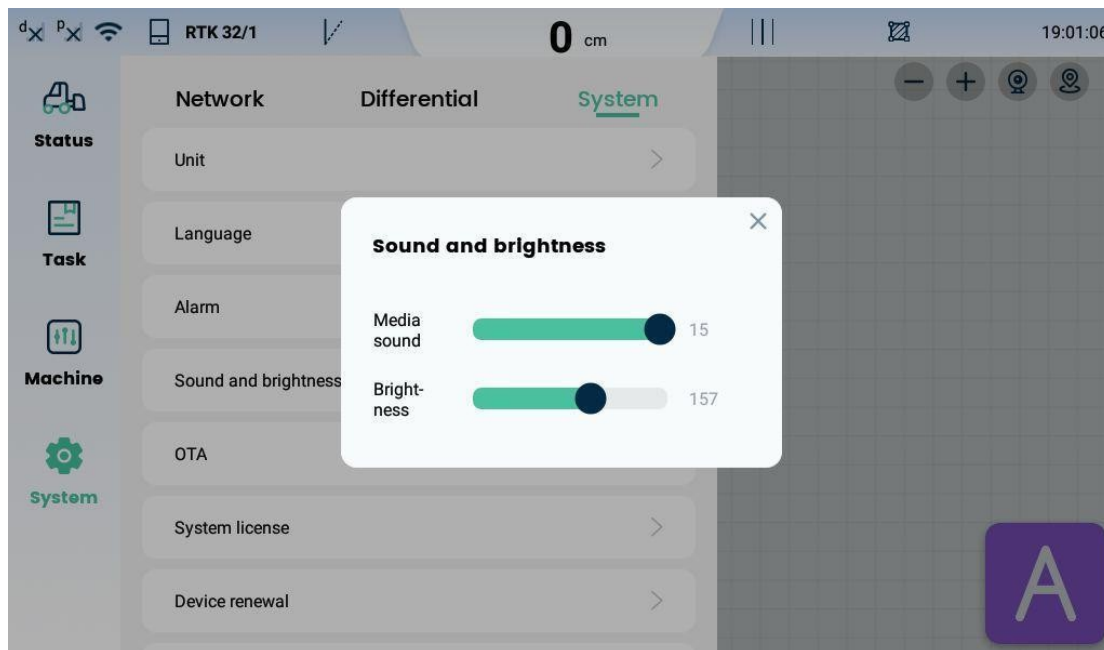 d P RTK 32/1 0 cm 19:01:06
Network Differential System
Status
Unit
Language
Task
Sound and brightness
Alarm
Media
sound 15
Machine
Sound and brightness
Bright-
ness 157
OTA
System
System license
Device renewal
A